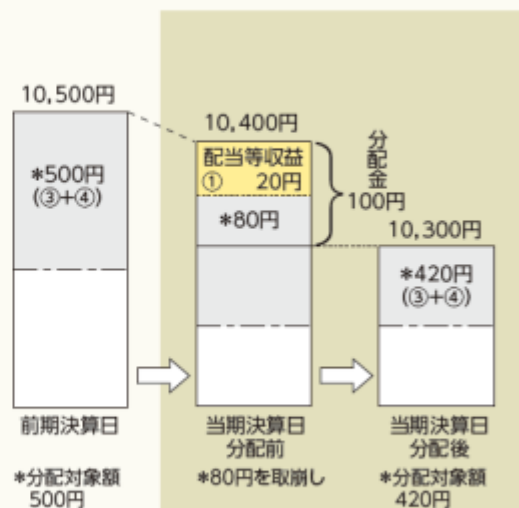 10,500円
*500円
(③+④)
前期決算日
*分配対象額
500円
10,400円
配当等収益
① 20円
*80円
分配金
100円
当期決算日
分配前
*80円を取崩し
10,300円
*420円
(③+④)
当期決算日
分配後
*分配対象額
420円